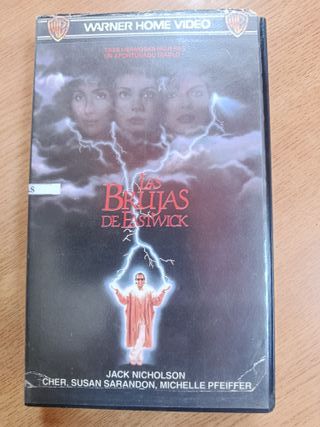 WARNER HOME VIDEO
TRES HERMOSAS MUJERES
UN AFORTUNADO DIABLO
LAS
BRUJAS
DE EASTWICK
JACK NICHOLSON
CHER, SUSAN SARANDON, MICHELLE PFEIFFER